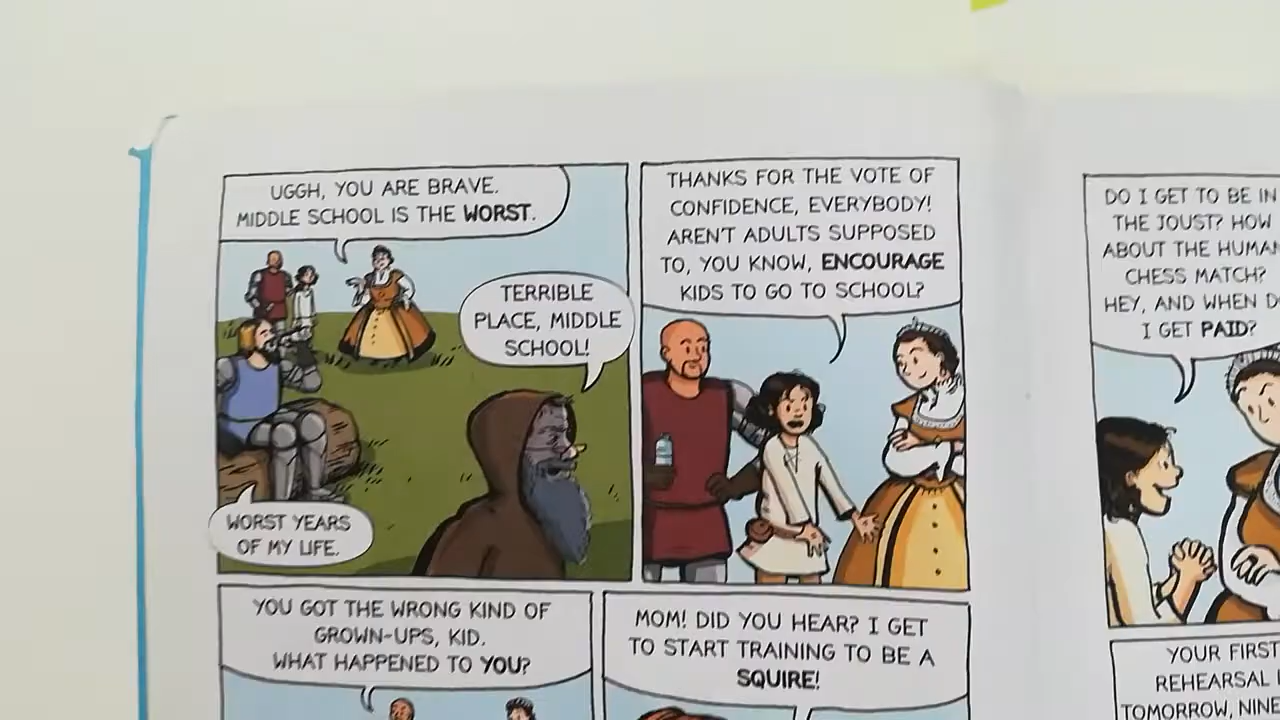 UGGH, YOU ARE BRAVE.
MIDDLE SCHOOL IS THE WORST.
TERRIBLE
PLACE, MIDDLE
SCHOOL!
WORST YEARS
OF MY LIFE.
THANKS FOR THE VOTE OF
CONFIDENCE, EVERYBODY!
AREN'T ADULTS SUPPOSED
TO, YOU KNOW, ENCOURAGE
KIDS TO GO TO SCHOOL?
YOU GOT THE WRONG KIND OF
GROWN-UPS, KID.
WHAT HAPPENED TO YOU?
MOM! DID YOU HEAR? I GET
TO START TRAINING TO BE A
SQUIRE!
DO I GET TO BE IN
THE JOUST? HOW
ABOUT THE HUMAN
CHESS MATCH?
HEY, AND WHEN
I GET PAID?
YOUR FIRST
REHEARSAL
TOMORROW, NINE